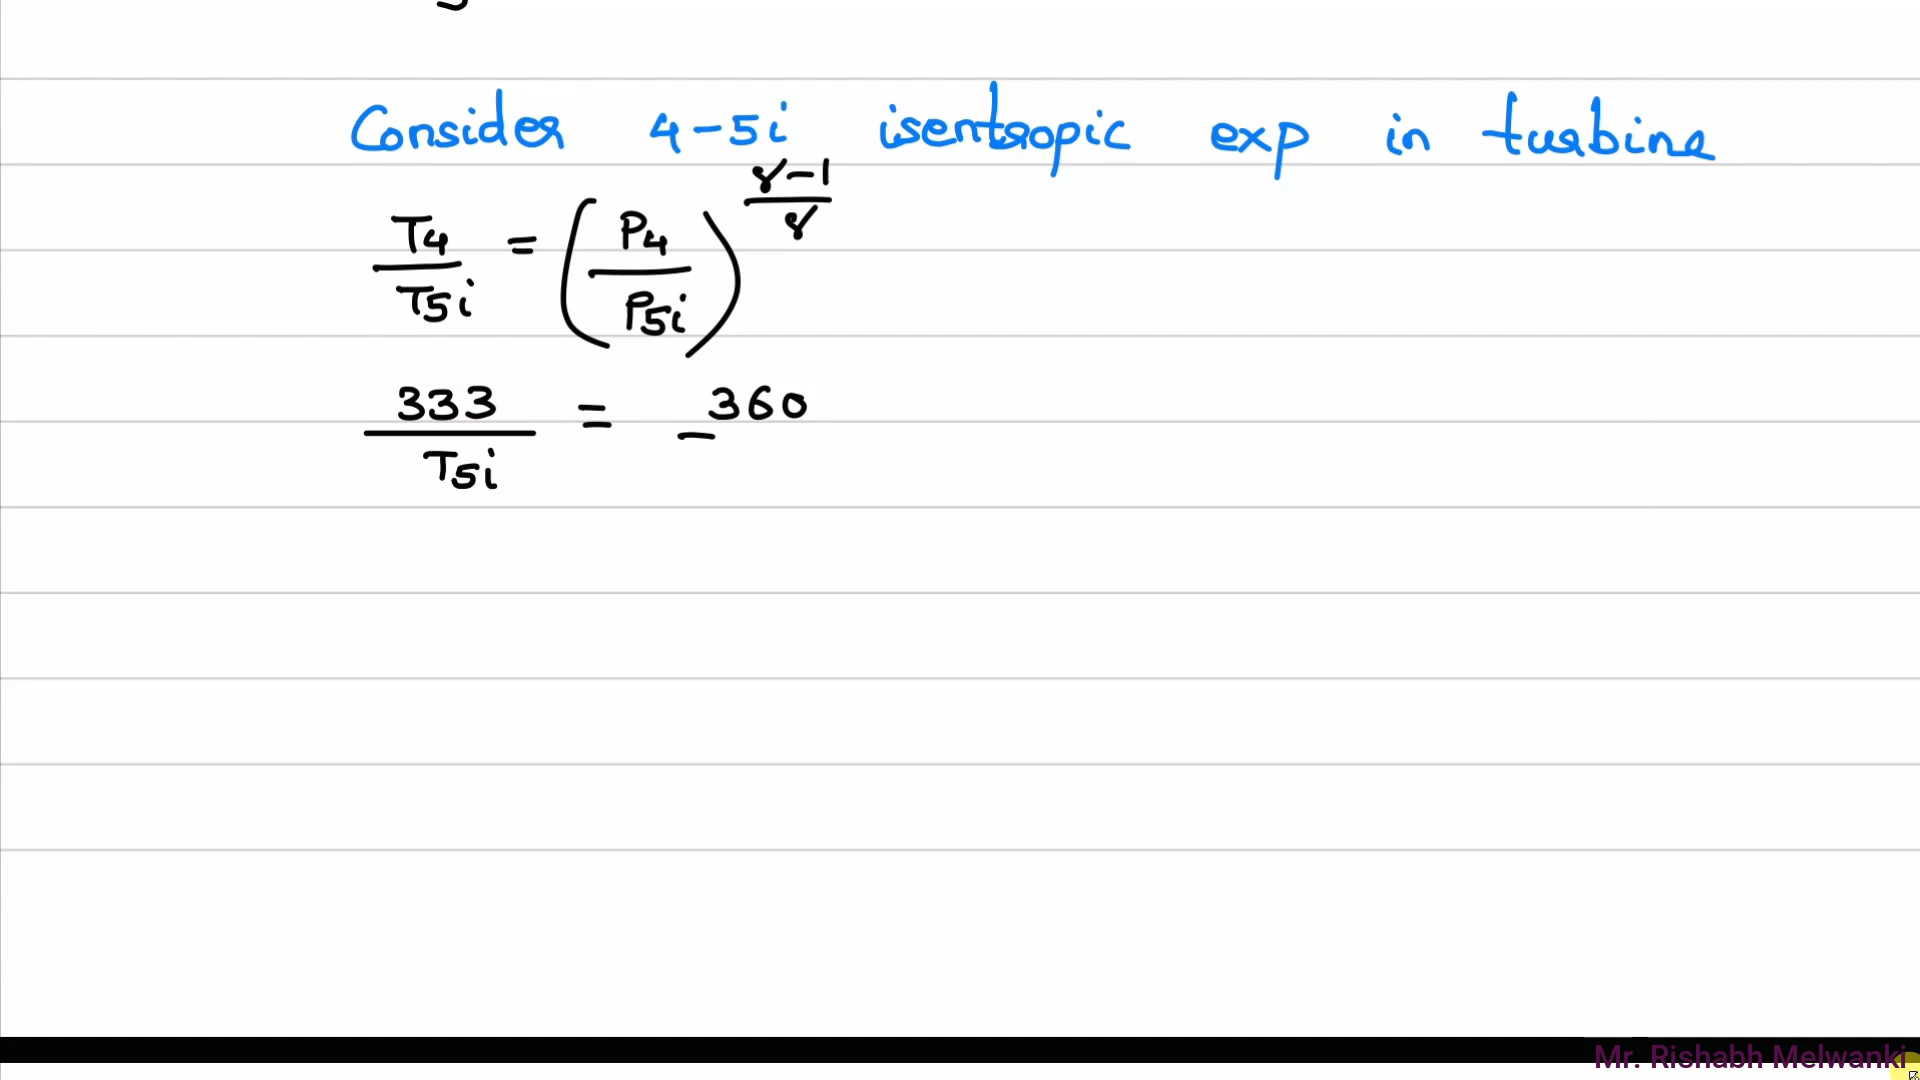 Consider 4-5i isentropic exp in turbine
T4/T5i = (P4/P5i)^(γ-1)/γ
333/T5i = 360
Mr. Rishabh Melwanki